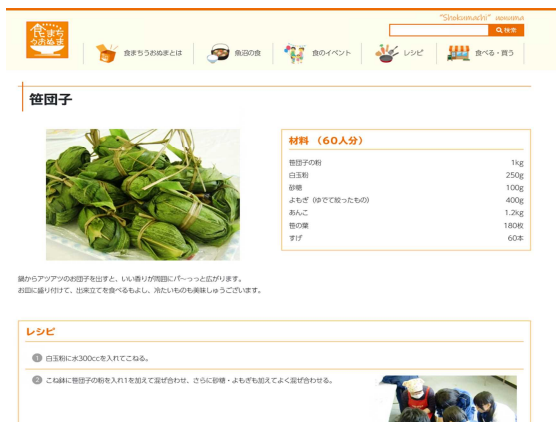 食まち
うおぬま
"Shokumachi" uonuma
検索
食まちうおぬまとは
魚沼の食
食のイベント
レシピ
食べる・買う
笹団子
材料 (60人分)
笹団子の粉 1kg
白玉粉 250g
砂糖 100g
よもぎ(ゆでて絞ったもの) 400g
あんこ 1.2kg
笹の葉 180枚
すげ 60本
鍋からアツアツのお団子を出すと、いい香りが周囲にパ~っっと広がります。
お皿に盛り付けて、出来立てを食べるもよし、冷たいものも美味しゅうございます。
レシピ
1 白玉粉に水300ccを入れてこねる。
2 こね鉢に笹団子の粉を入れ1を加えて混ぜ合わせ、さらに砂糖・よもぎも加えてよく混ぜ合わせる。